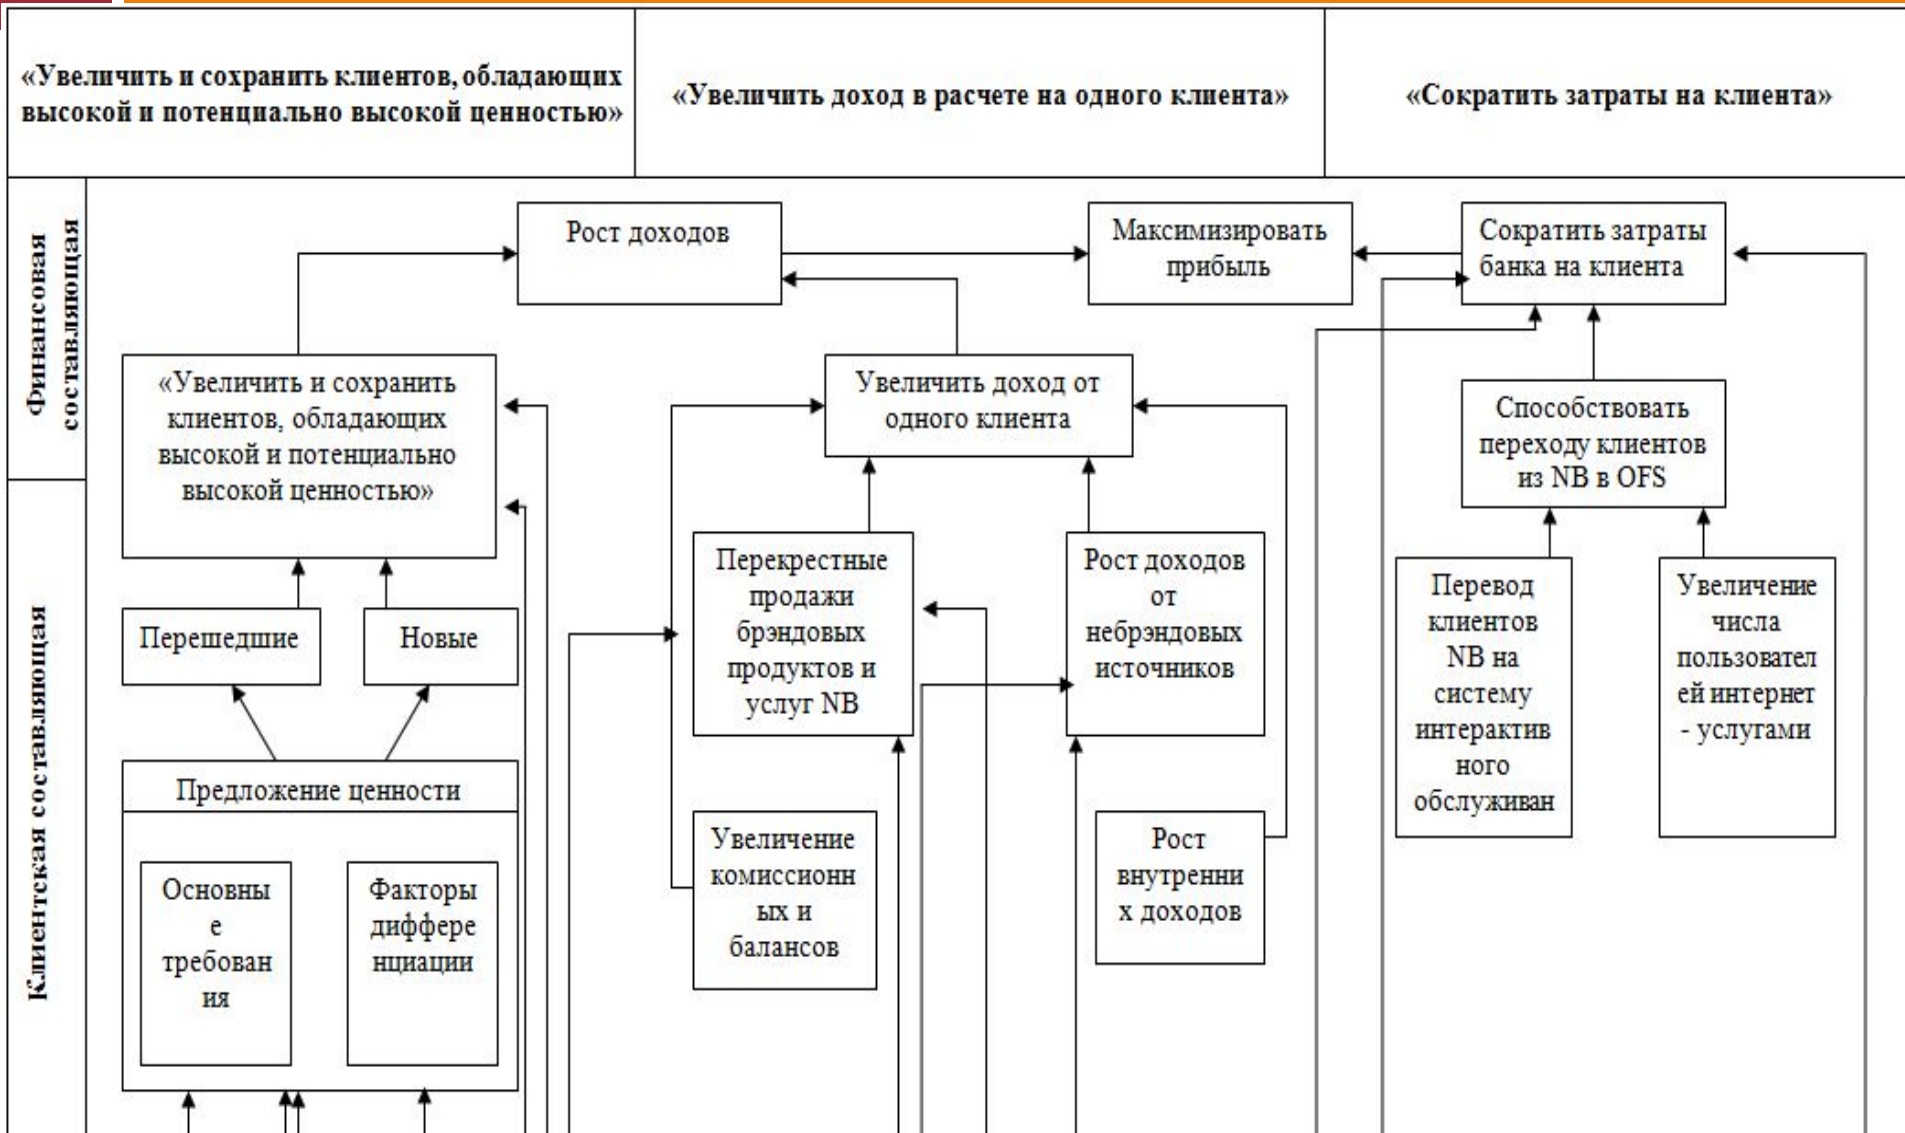 «Увеличить и сохранить клиентов, обладающих
высокой и потенциально высокой ценностью»
«Увеличить доход в расчете на одного клиента»
«Сократить затраты на клиента»
Финансовая
составляющая
Рост доходов
Максимизировать
прибыль
Сократить затраты
банка на клиента
«Увеличить и сохранить
клиентов, обладающих
высокой и потенциально
высокой ценностью»
Увеличить доход от
одного клиента
Способствовать
переходу клиентов
из NB в OFS
Клиентская составляющая
Перешедшие
Новые
Перекрестные
продажи
брэндовых
продуктов и
услуг NB
Рост доходов
от
небрэндовых
источников
Перевод
клиентов
NB на
систему
интерактив
ного
обслуживан
Увеличение
числа
пользовател
ей интернет
- услугами
Предложение ценности
Основны
е
требован
ия
Факторы
диффере
нциации
Увеличение
комиссионн
ых и
балансов
Рост
внутренни
х доходов